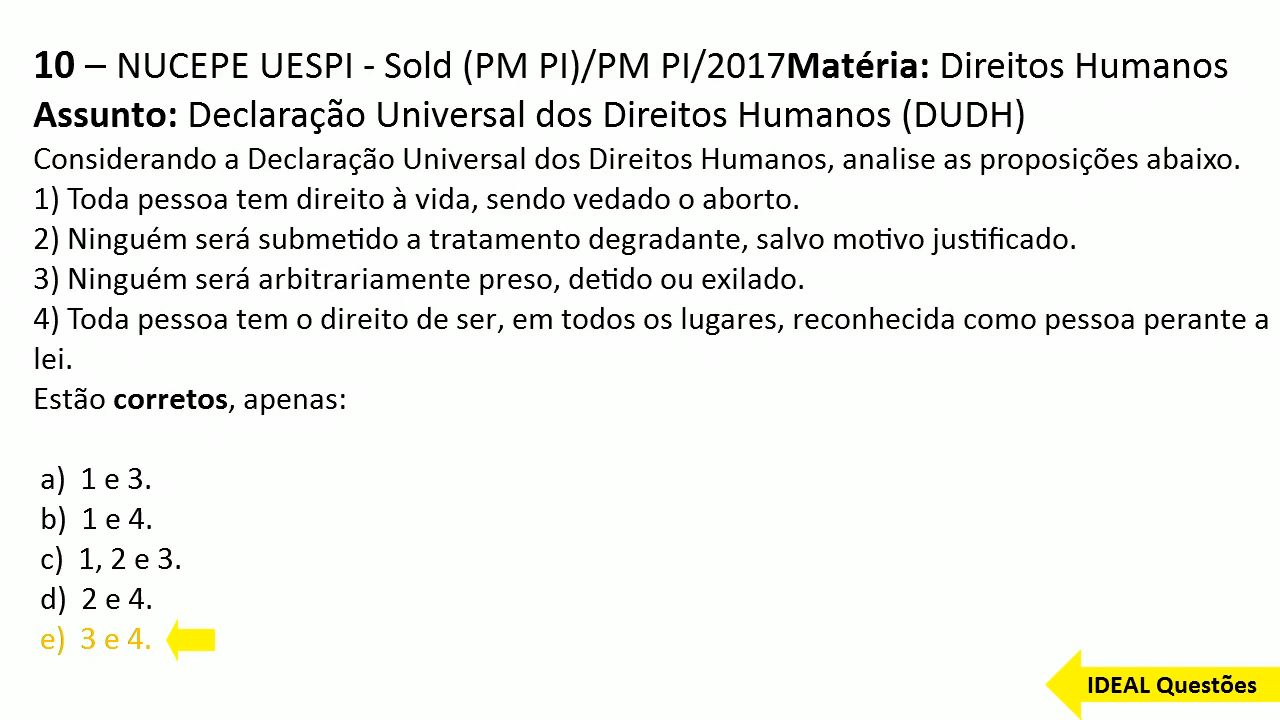 10 – NUCEPE UESPI - Sold (PM PI)/PM PI/2017Matéria: Direitos Humanos
Assunto: Declaração Universal dos Direitos Humanos (DUDH)
Considerando a Declaração Universal dos Direitos Humanos, analise as proposições abaixo.
1) Toda pessoa tem direito à vida, sendo vedado o aborto.
2) Ninguém será submetido a tratamento degradante, salvo motivo justificado.
3) Ninguém será arbitrariamente preso, detido ou exilado.
4) Toda pessoa tem o direito de ser, em todos os lugares, reconhecida como pessoa perante a
lei.
Estão corretos, apenas:
a) 1 e 3.
b) 1 e 4.
c) 1, 2 e 3.
d) 2 e 4.
e) 3 e 4.
IDEAL Questões